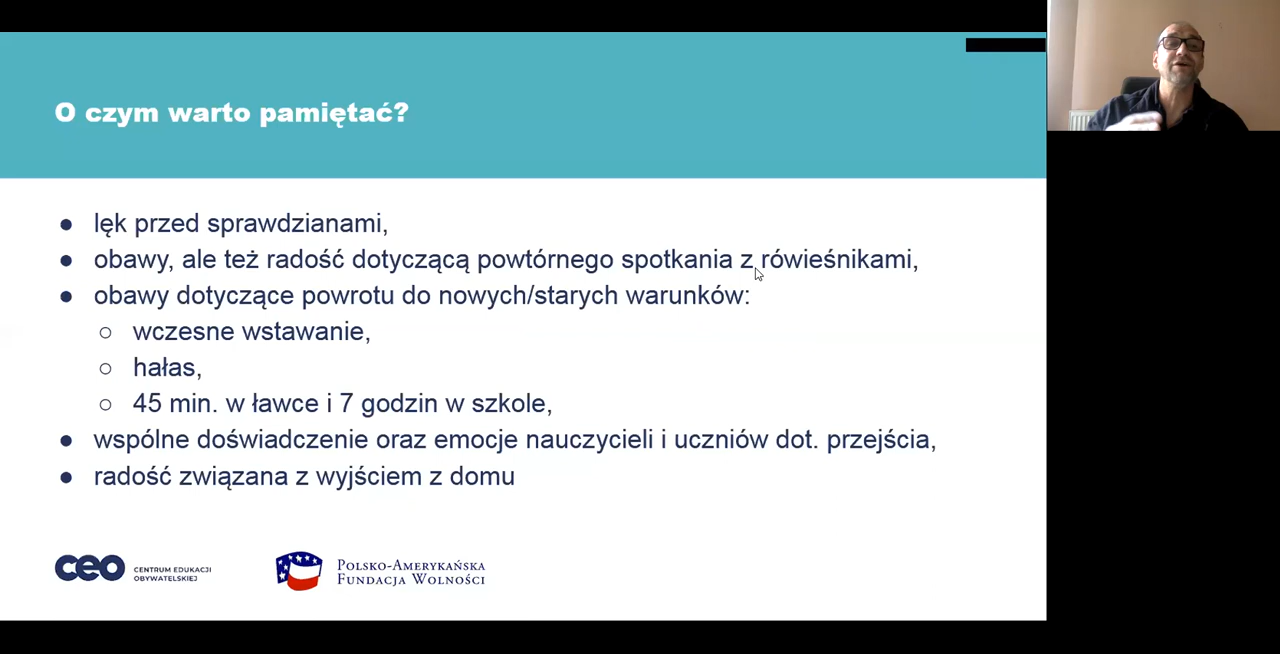 O czym warto pamiętać?
● lęk przed sprawdzianami,
● obawy, ale też radość dotyczącą powtórnego spotkania z rówieśnikami,
● obawy dotyczące powrotu do nowych/starych warunków:
○ wczesne wstawanie,
○ hałas,
○ 45 min. w ławce i 7 godzin w szkole,
● wspólne doświadczenie oraz emocje nauczycieli i uczniów dot. przejścia,
● radość związana z wyjściem z domu
ceo
CENTRUM EDUKACJI
OBYWATELSKIEJ
POLSKO-AMERYKAŃSKA
FUNDACJA WOLNOŚCI